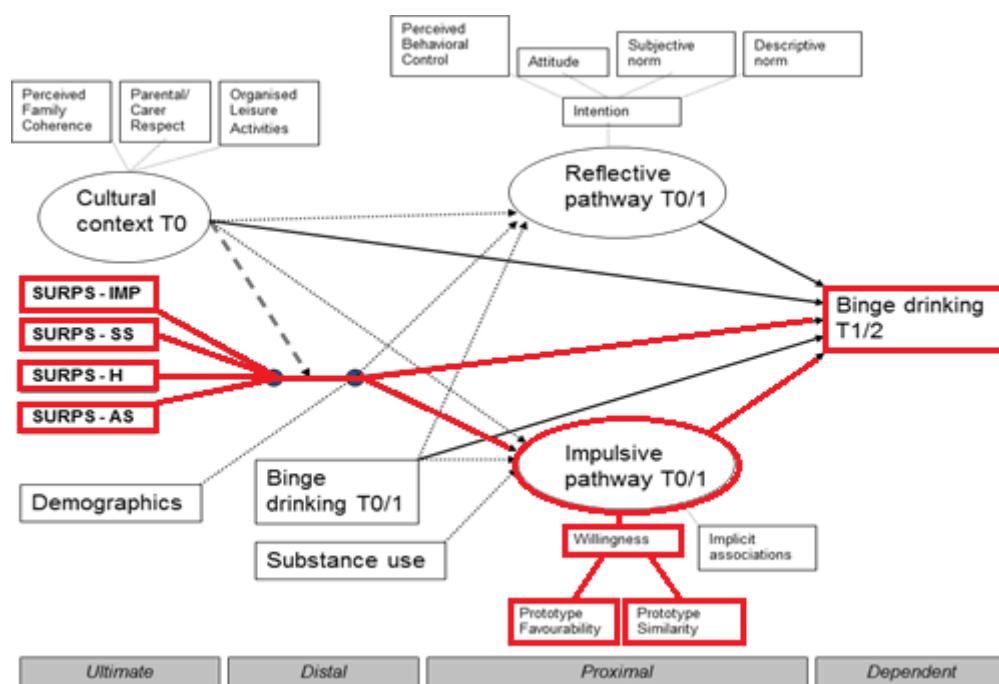 Perceived
Behavioral
Control
Attitude
Subjective
norm
Descriptive
norm
Intention
Perceived
Family
Coherence
Parental/
Carer
Respect
Organised
Leisure
Activities
Cultural
context T0
Reflective
pathway T0/1
SURPS - IMP
SURPS - SS
SURPS - H
SURPS - AS
Binge drinking
T1/2
Demographics
Binge
drinking T0/1
Substance use
Impulsive
pathway T0/1
Willingness
Implicit
associations
Prototype
Favourability
Prototype
Similarity
Ultimate
Distal
Proximal
Dependent